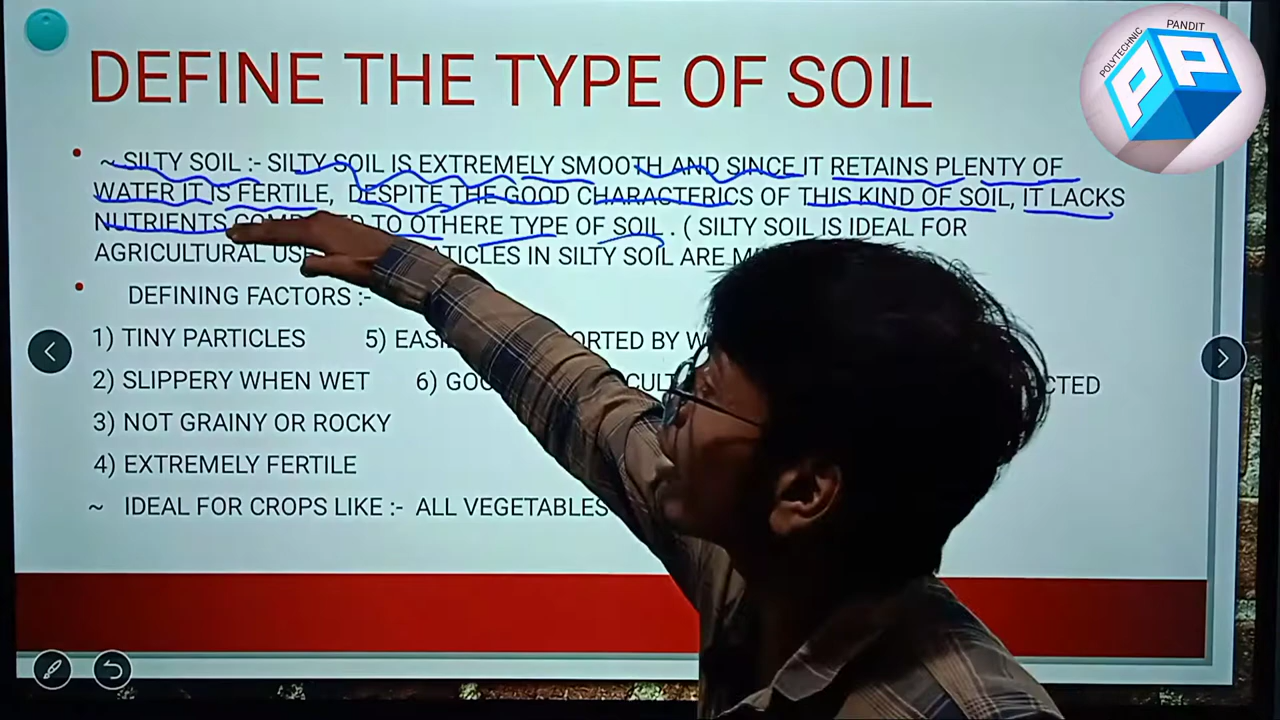 POLYTECHNIC PANDIT
PP
DEFINE THE TYPE OF SOIL
~ SILTY SOIL :- SILTY SOIL IS EXTREMELY SMOOTH AND SINCE IT RETAINS PLENTY OF
WATER IT IS FERTILE, DESPITE THE GOOD CHARACTERICS OF THIS KIND OF SOIL, IT LACKS
NUTRIENTS TO OTHERE TYPE OF SOIL . ( SILTY SOIL IS IDEAL FOR
AGRICULTURAL IN SILTY SOIL ARE
DEFINING FACTORS :-
1) TINY PARTICLES 5) BY
2) SLIPPERY WHEN WET 6)
3) NOT GRAINY OR ROCKY
4) EXTREMELY FERTILE
~ IDEAL FOR CROPS LIKE :- ALL VEGETABLES